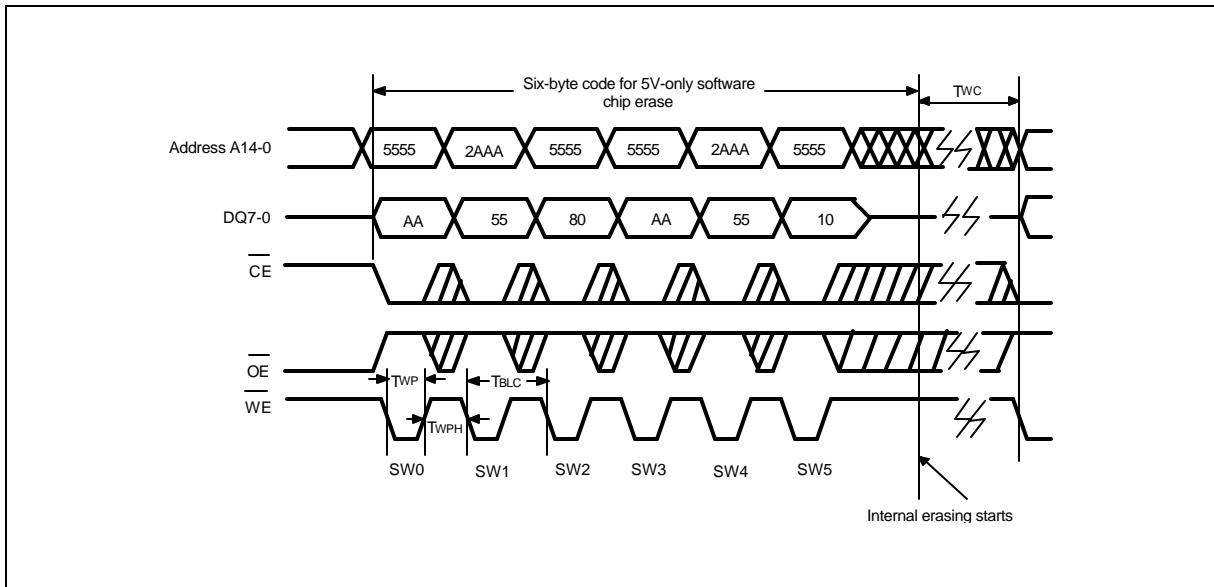 Six-byte code for 5V-only software
chip erase
TWC
Address A14-0
5555
2AAA
5555
5555
2AAA
5555
DQ7-0
AA
55
80
AA
55
10
CE
OE
TWP
TBLC
WE
TWPH
SW0
SW1
SW2
SW3
SW4
SW5
Internal erasing starts